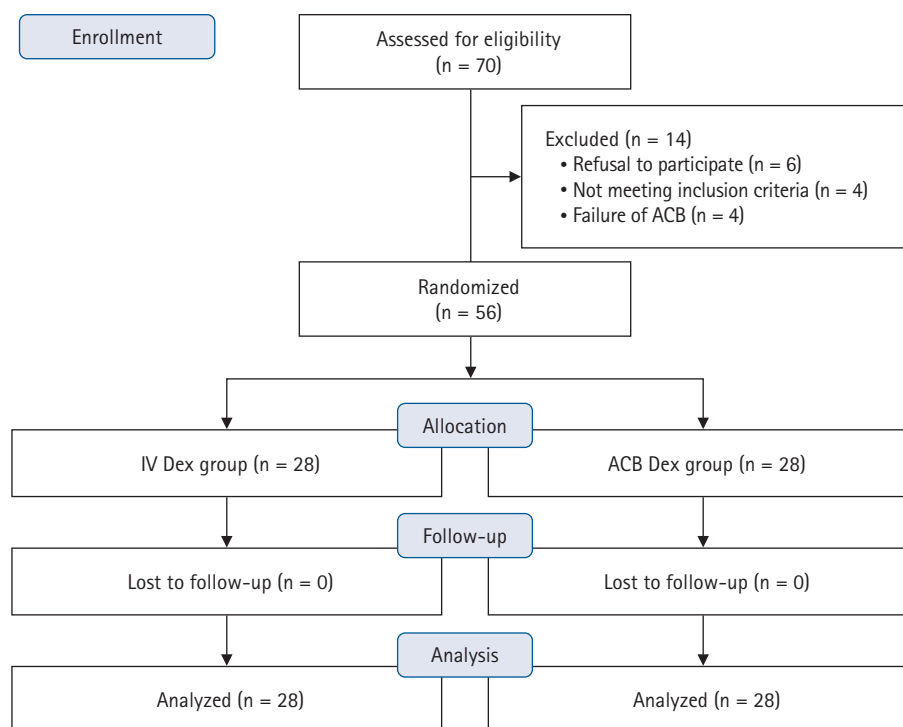 Enrollment
Assessed for eligibility
(n = 70)
Excluded (n = 14)
• Refusal to participate (n = 6)
• Not meeting inclusion criteria (n = 4)
• Failure of ACB (n = 4)
Randomized
(n = 56)
Allocation
IV Dex group (n = 28)
ACB Dex group (n = 28)
Follow-up
Lost to follow-up (n = 0)
Lost to follow-up (n = 0)
Analysis
Analyzed (n = 28)
Analyzed (n = 28)